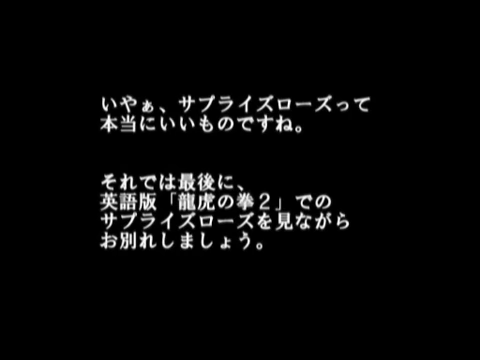 いやぁ、サプライズローズって
本当にいいものですね。
それでは最後に、
英語版「龍虎の拳２」での
サプライズローズを見ながら
お別れしましょう。